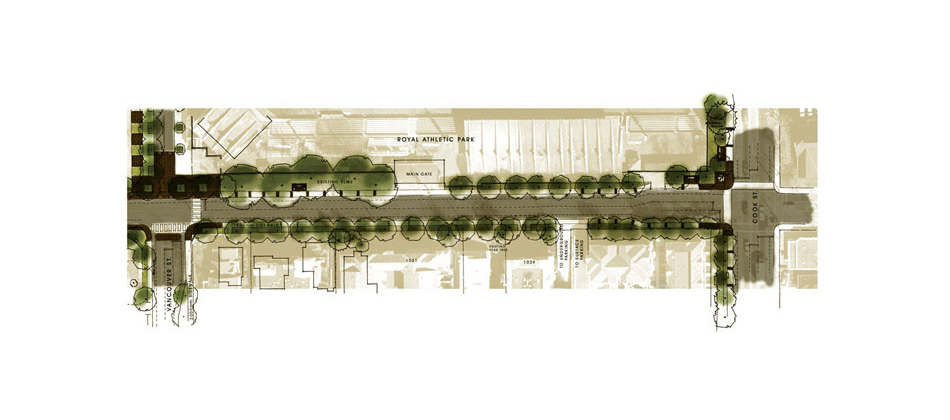 ROYAL ATHLETIC PARK
MAIN GATE
EXISTING ELMS
COOK ST.
VANCOUVER ST.
TO UNDERGROUND
PARKING
TO SURFACE
PARKING
1021
1039
EXISTING